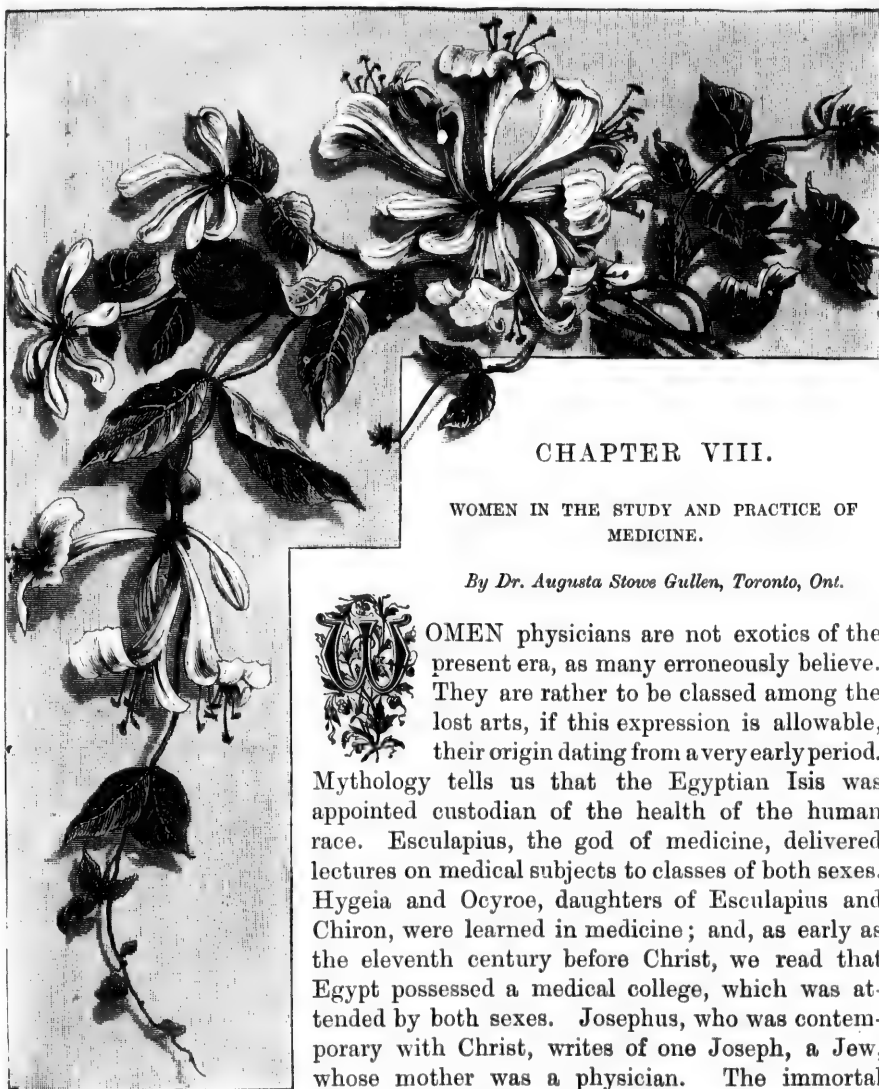 CHAPTER VIII.
WOMEN IN THE STUDY AND PRACTICE OF
MEDICINE.
By Dr. Augusta Stowe Gullen, Toronto, Ont.
WOMEN physicians are not exotics of the
present era, as many erroneously believe.
They are rather to be classed among the
lost arts, if this expression is allowable,
their origin dating from a very early period.
Mythology tells us that the Egyptian Isis was
appointed custodian of the health of the human
race. Esculapius, the god of medicine, delivered
lectures on medical subjects to classes of both sexes.
Hygeia and Ocyroe, daughters of Esculapius and
Chiron, were learned in medicine; and, as early as
the eleventh century before Christ, we read that
Egypt possessed a medical college, which was at-
tended by both sexes. Josephus, who was contem-
porary with Christ, writes of one Joseph, a Jew,
whose mother was a physician. The immortal